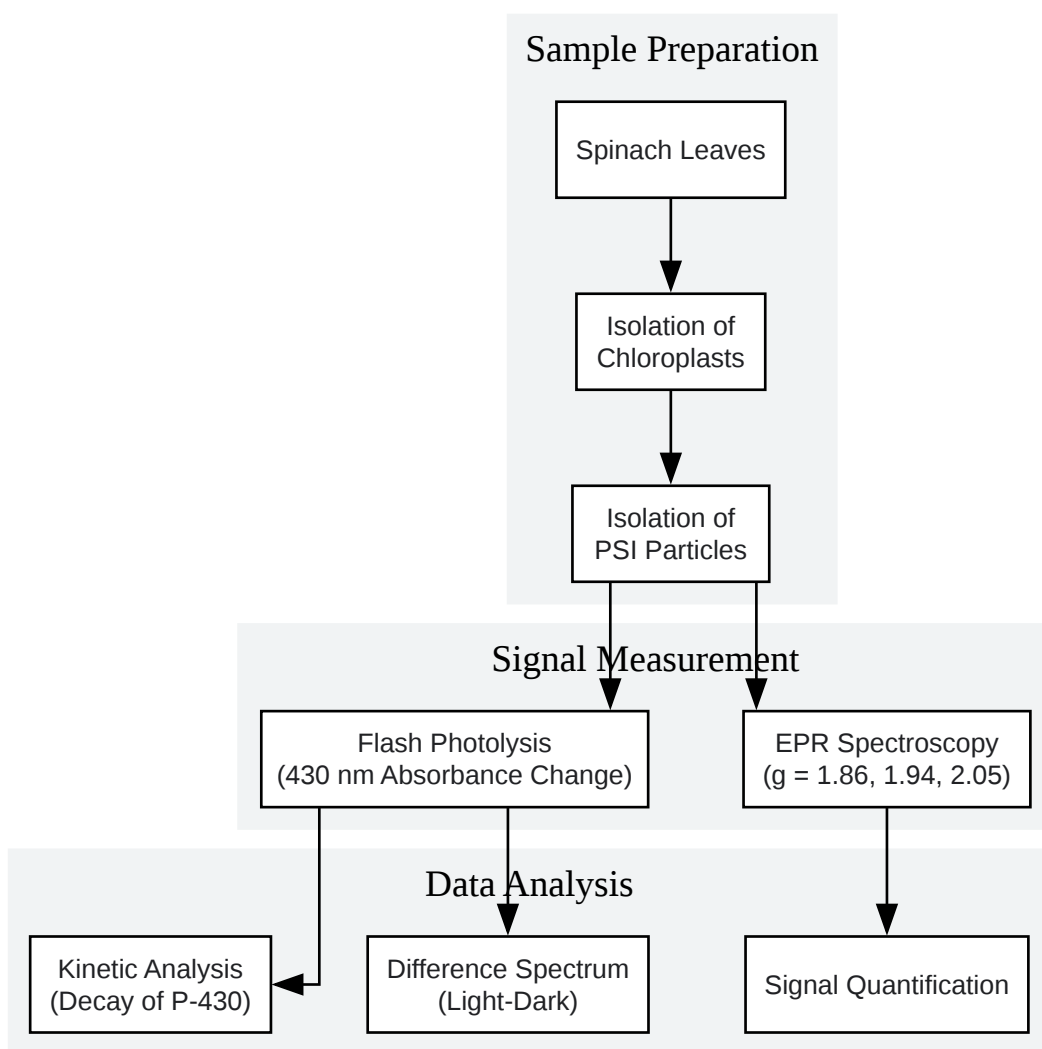 Sample Preparation
Spinach Leaves
Isolation of
Chloroplasts
Isolation of
PSI Particles
Signal Measurement
Flash Photolysis
(430 nm Absorbance Change)
EPR Spectroscopy
(g = 1.86, 1.94, 2.05)
Data Analysis
Kinetic Analysis
(Decay of P-430)
Difference Spectrum
(Light-Dark)
Signal Quantification